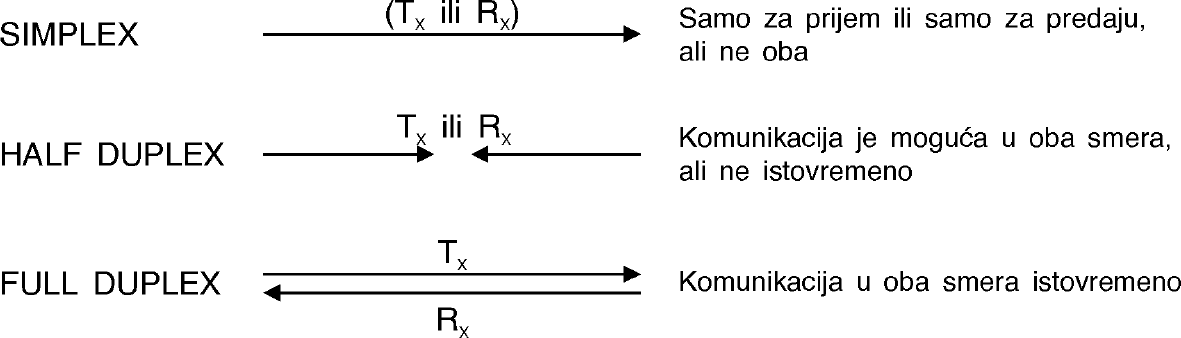 SIMPLEX
(Tx ili Rx)
Samo za prijem ili samo za predaju,
ali ne oba
HALF DUPLEX
Tx ili Rx
Komunikacija je moguća u oba smera,
ali ne istovremeno
FULL DUPLEX
Tx
Rx
Komunikacija u oba smera istovremeno